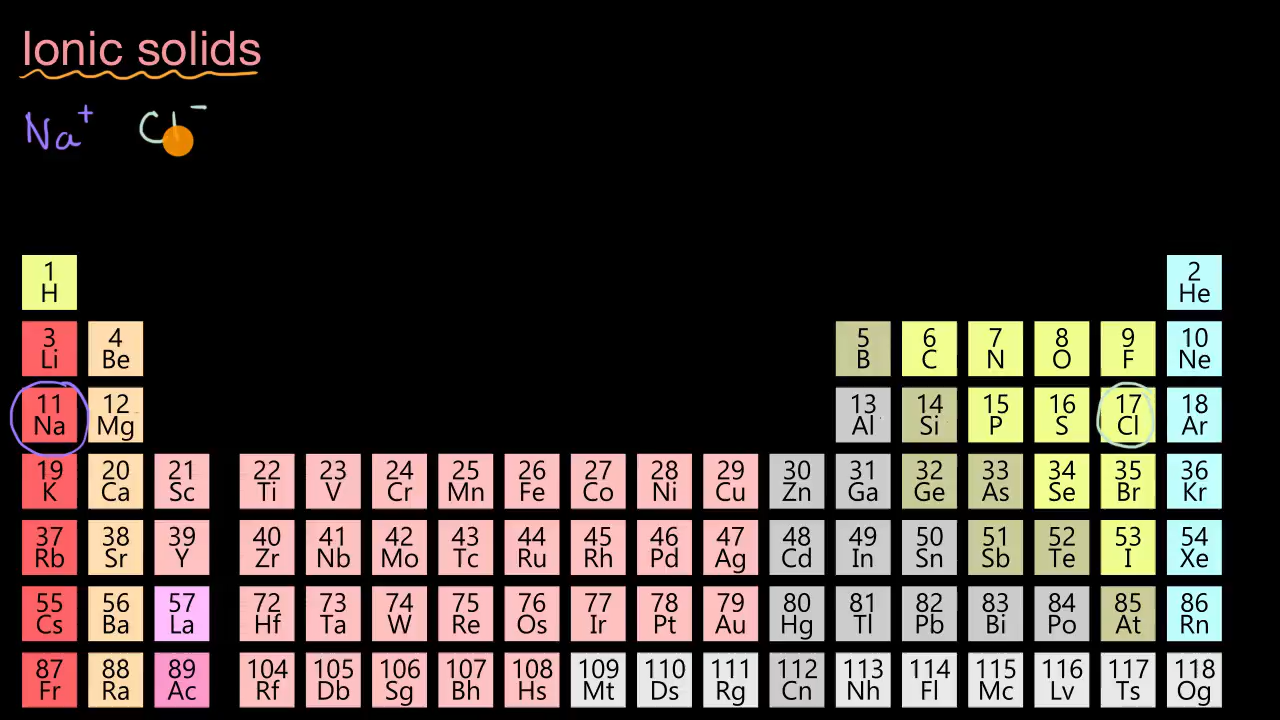 Ionic solids
Na⁺ Cl⁻
1 2
H He
3 4 5 6 7 8 9 10
Li Be B C N O F Ne
11 12 13 14 15 16 17 18
Na Mg Al Si P S Cl Ar
19 20 21 22 23 24 25 26 27 28 29 30 31 32 33 34 35 36
K Ca Sc Ti V Cr Mn Fe Co Ni Cu Zn Ga Ge As Se Br Kr
37 38 39 40 41 42 43 44 45 46 47 48 49 50 51 52 53 54
Rb Sr Y Zr Nb Mo Tc Ru Rh Pd Ag Cd In Sn Sb Te I Xe
55 56 57 72 73 74 75 76 77 78 79 80 81 82 83 84 85 86
Cs Ba La Hf Ta W Re Os Ir Pt Au Hg Tl Pb Bi Po At Rn
87 88 89 104 105 106 107 108 109 110 111 112 113 114 115 116 117 118
Fr Ra Ac Rf Db Sg Bh Hs Mt Ds Rg Cn Nh Fl Mc Lv Ts Og